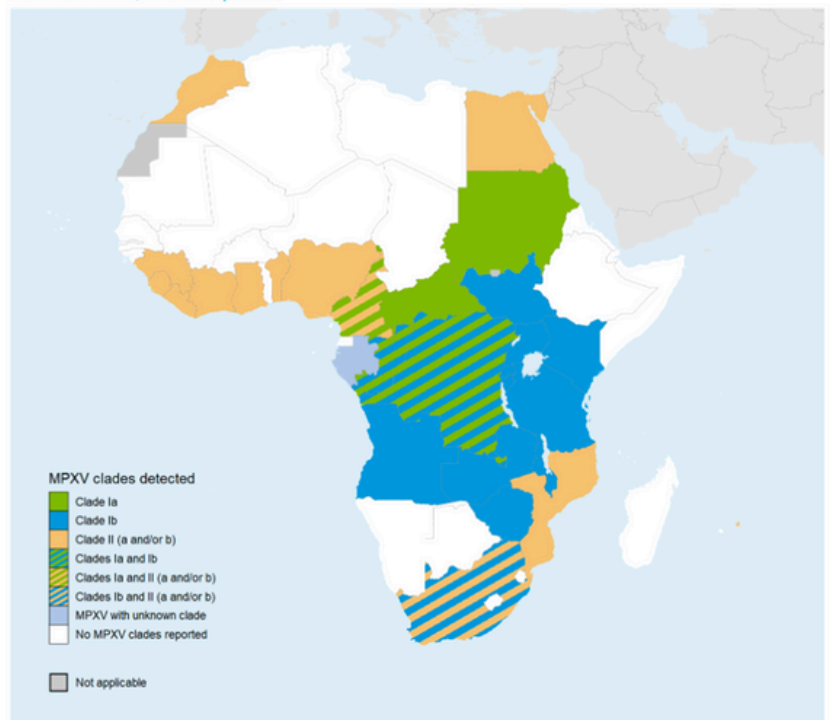 MPXV clades detected
Clade Ia
Clade Ib
Clade II (a and/or b)
Clades Ia and Ib
Clades Ia and II (a and/or b)
Clades Ib and II (a and/or b)
MPXV with unknown clade
No MPXV clades reported
Not applicable